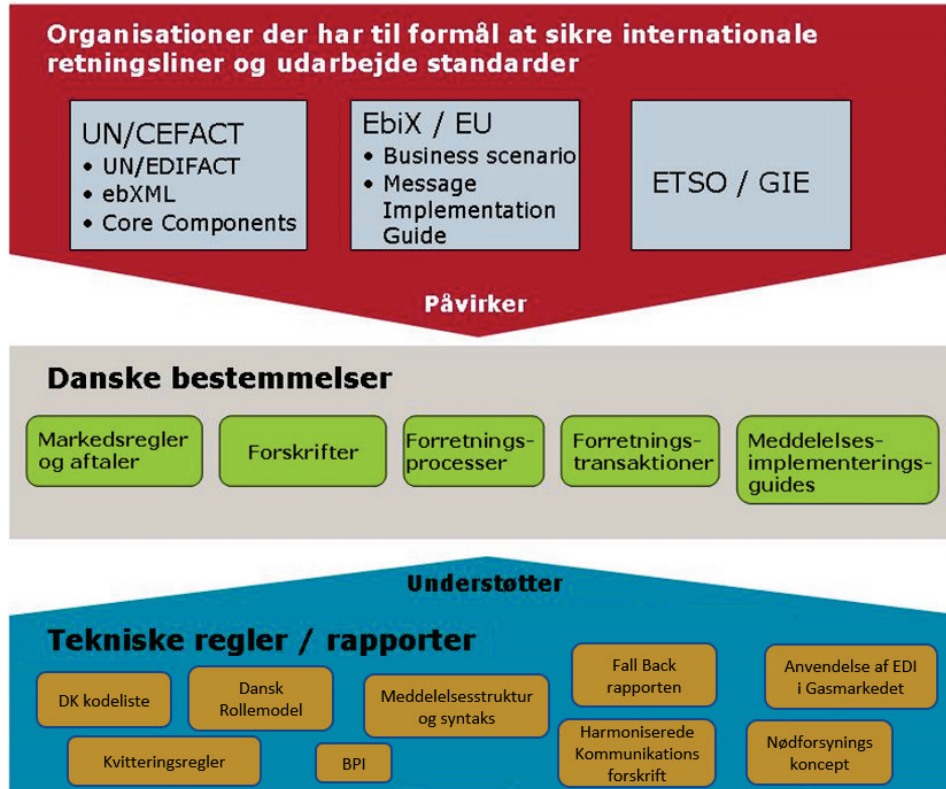 Organisationer der har til formål at sikre internationale
retningsliner og udarbejde standarder
UN/CEFACT
• UN/EDIFACT
• ebXML
• Core Components
EbiX / EU
• Business scenario
• Message
Implementation
Guide
ETSO / GIE
Påvirker
Danske bestemmelser
Markedsregler
og aftaler
Forskrifter
Forretnings-
processer
Forretnings-
transaktioner
Meddelelses-
implementerings-
guides
Understøtter
Tekniske regler / rapporter
DK kodeliste
Dansk
Rollemodel
Meddelelsesstruktur
og syntaks
Fall Back
rapporten
Anvendelse af EDI
i Gasmarkedet
Kvitteringsregler
BPI
Harmoniserede
Kommunikations
forskrift
Nødforsynings
koncept